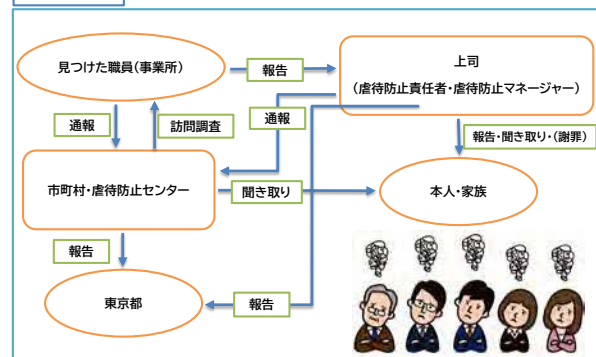 見つけた職員(事業所)
報告
上司
(虐待防止責任者・虐待防止マネージャー)
通報
訪問調査
通報
報告・聞き取り・(謝罪)
市町村・虐待防止センター
聞き取り
本人・家族
報告
東京都
報告